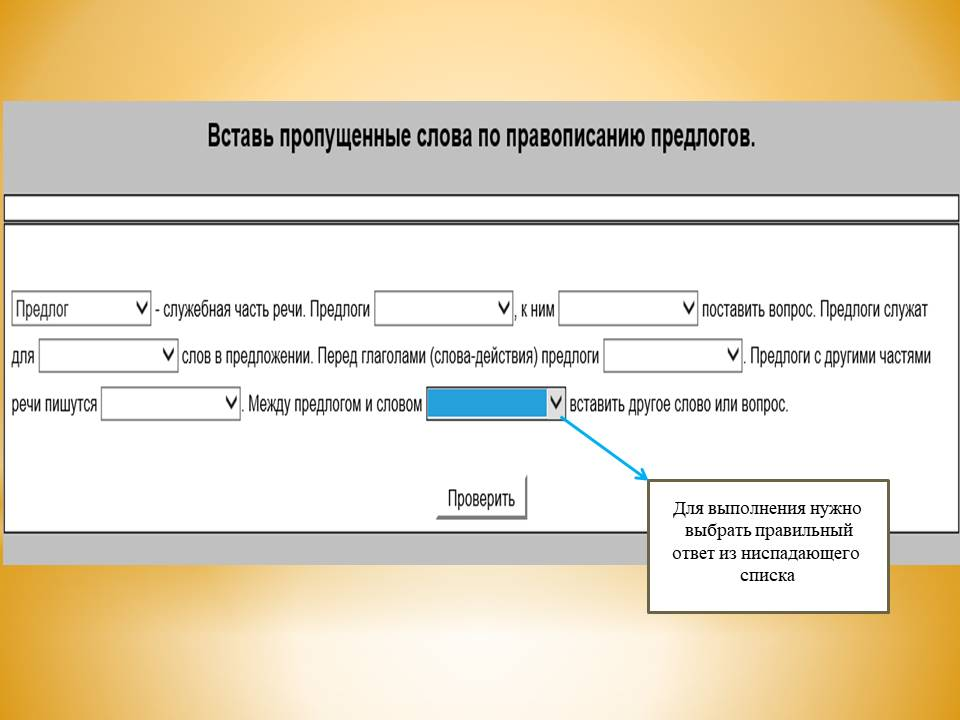 Вставь пропущенные слова по правописанию предлогов.
Предлог - служебная часть речи. Предлоги , к ним поставить вопрос. Предлоги служат
для слов в предложении. Перед глаголами (слова-действия) предлоги . Предлоги с другими частями
речи пишутся . Между предлогом и словом вставить другое слово или вопрос.
Проверить
Для выполнения нужно
выбрать правильный
ответ из ниспадающего
списка